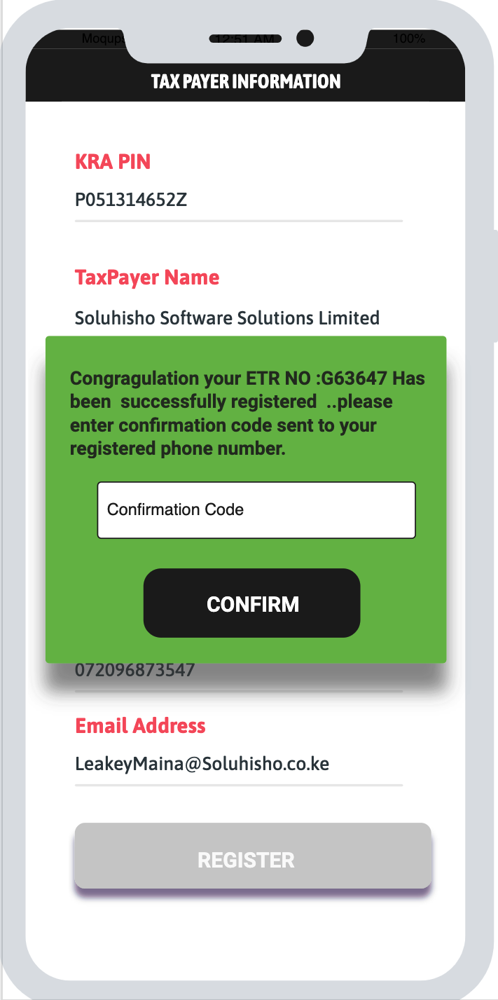 Moqups 12:51 AM 100%
TAX PAYER INFORMATION
KRA PIN
P051314652Z
TaxPayer Name
Soluhisho Software Solutions Limited
Congragulation your ETR NO :G63647 Has
been  successfully registered  ..please
enter confirmation code sent to your
registered phone number.
Confirmation Code
CONFIRM
072096873547
Email Address
LeakeyMaina@Soluhisho.co.ke
REGISTER